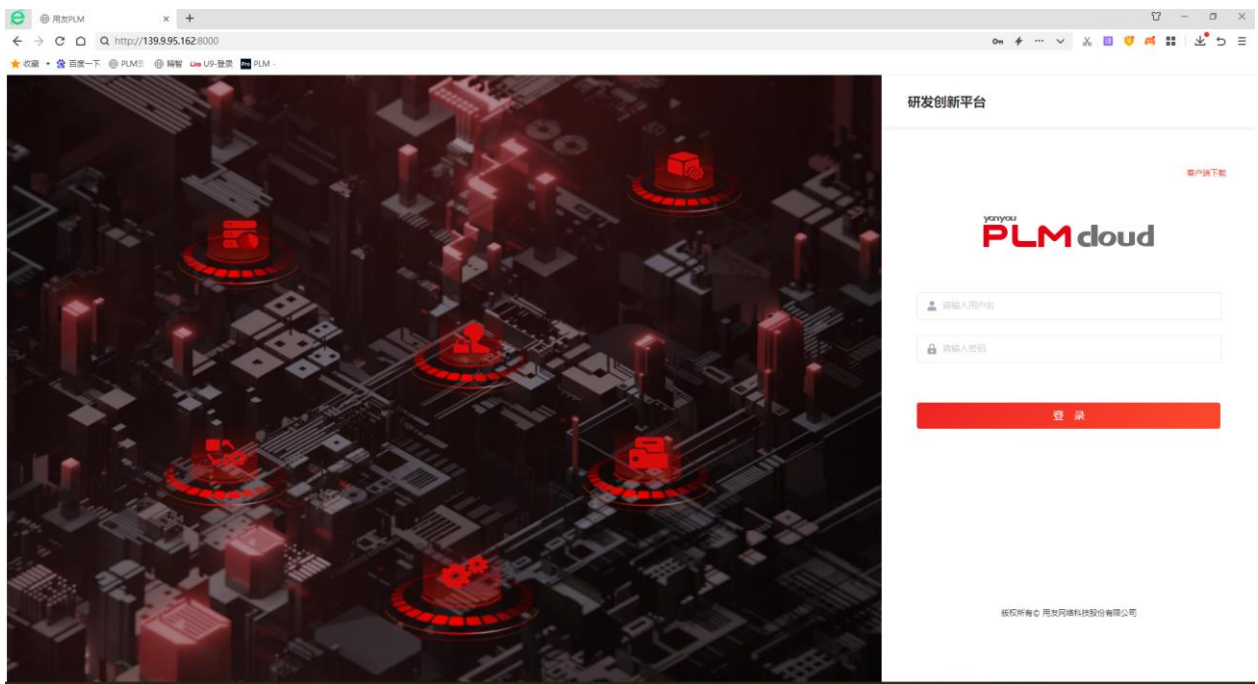 用友PLM
http://139.9.95.162:8000
收藏 百度一下 PLM U9-登录 PLM -
研发创新平台
客户端下载
yonyou
PLM cloud
请输入用户名
请输入密码
登 录
版权所有© 用友网络科技股份有限公司